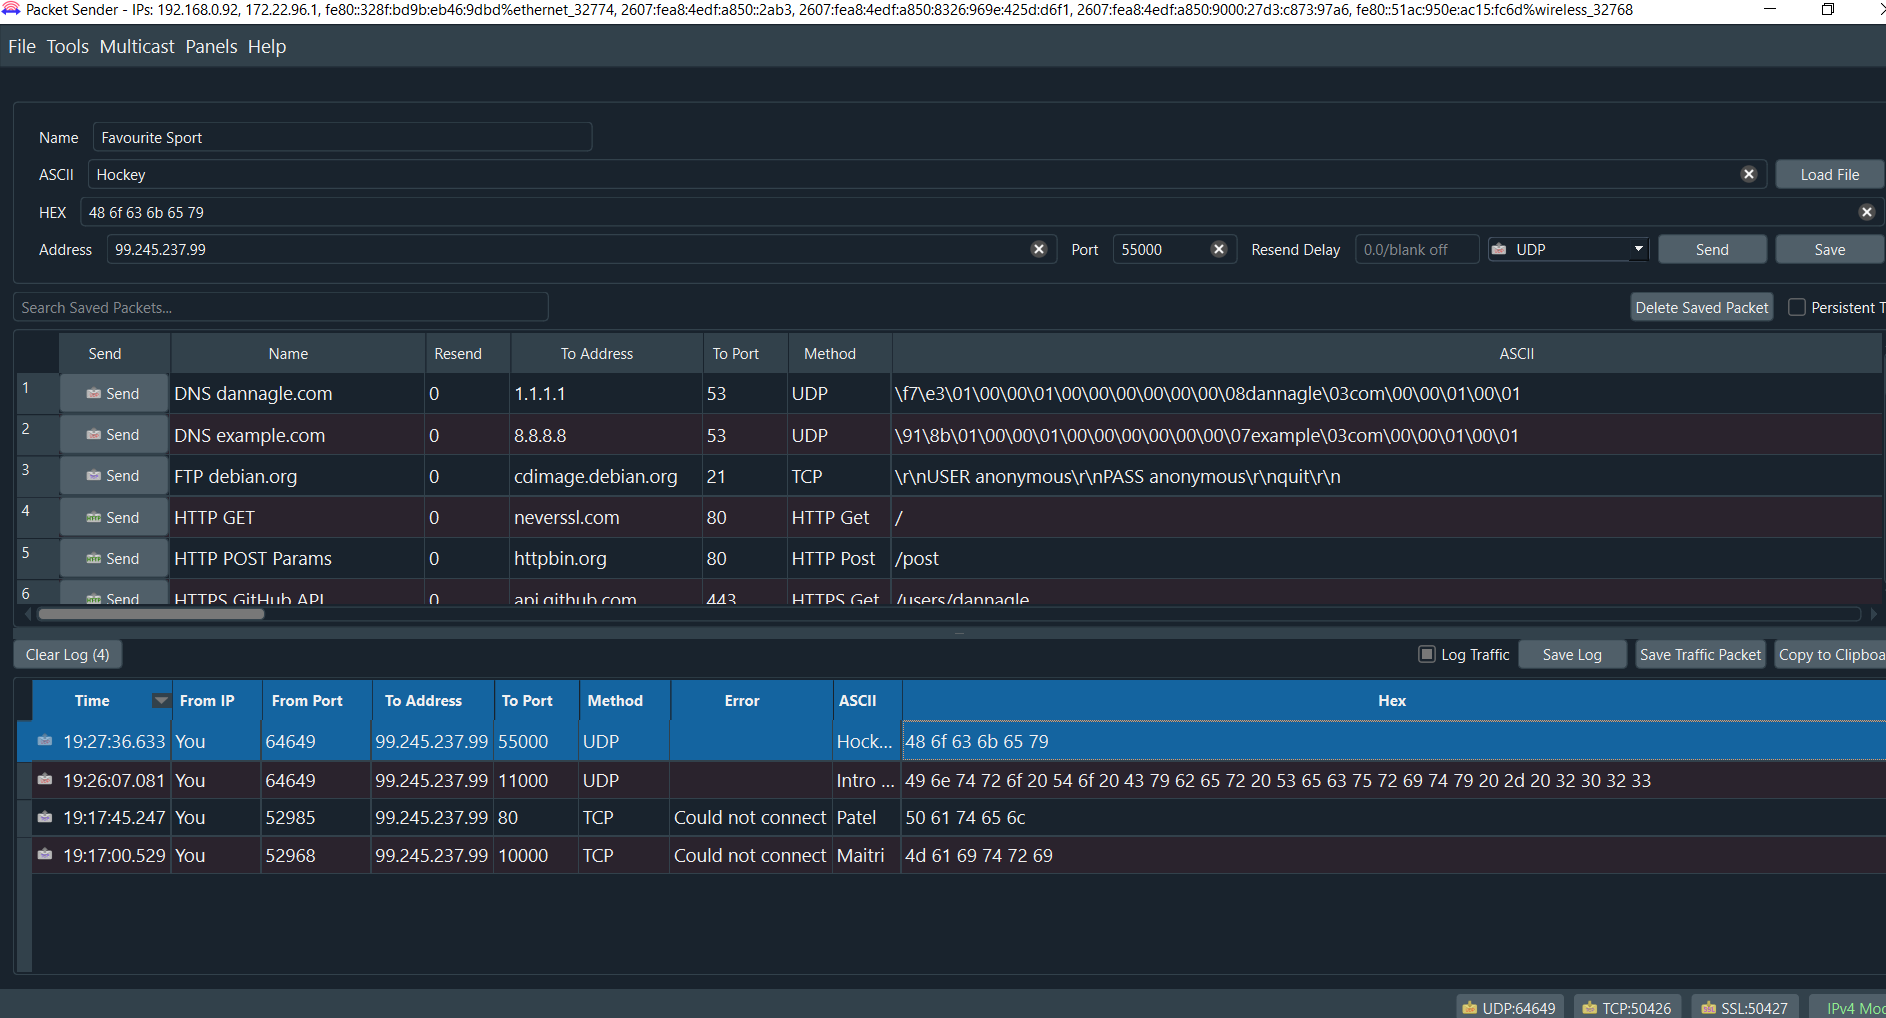 Packet Sender - IPs: 192.168.0.92, 172.22.96.1, fe80::328f:bd9b:eb46:9dbd%ethernet_32774, 2607:fea8:4edf:a850::2ab3, 2607:fea8:4edf:a850:8326:969e:425d:d6f1, 2607:fea8:4edf:a850:9000:27d3:c873:97a6, fe80::51ac:950e:ac15:fc6d%wireless_32768
File Tools Multicast Panels Help
Name Favourite Sport
ASCII Hockey Load File
HEX 48 6f 63 6b 65 79
Address 99.245.237.99 Port 55000 Resend Delay 0.0/blank off UDP Send Save
Search Saved Packets... Delete Saved Packet Persistent T
Send Name Resend To Address To Port Method ASCII
1 Send DNS dannagle.com 0 1.1.1.1 53 UDP \f7\e3\01\00\00\01\00\00\00\00\00\00\08dannagle\03com\00\00\01\00\01
2 Send DNS example.com 0 8.8.8.8 53 UDP \91\8b\01\00\00\01\00\00\00\00\00\00\07example\03com\00\00\01\00\01
3 Send FTP debian.org 0 cdimage.debian.org 21 TCP \r\nUSER anonymous\r\nPASS anonymous\r\nquit\r\n
4 Send HTTP GET 0 neverssl.com 80 HTTP Get /
5 Send HTTP POST Params 0 httpbin.org 80 HTTP Post /post
6 Send HTTPS GitHub API 0 api.github.com 443 HTTPS Get /users/dannagle
Clear Log (4) Log Traffic Save Log Save Traffic Packet Copy to Clipboa
Time From IP From Port To Address To Port Method Error ASCII Hex
19:27:36.633 You 64649 99.245.237.99 55000 UDP Hock... 48 6f 63 6b 65 79
19:26:07.081 You 64649 99.245.237.99 11000 UDP Intro ... 49 6e 74 72 6f 20 54 6f 20 43 79 62 65 72 20 53 65 63 75 72 69 74 79 20 2d 20 32 30 32 33
19:17:45.247 You 52985 99.245.237.99 80 TCP Could not connect Patel 50 61 74 65 6c
19:17:00.529 You 52968 99.245.237.99 10000 TCP Could not connect Maitri 4d 61 69 74 72 69
UDP:64649 TCP:50426 SSL:50427 IPv4 Mod